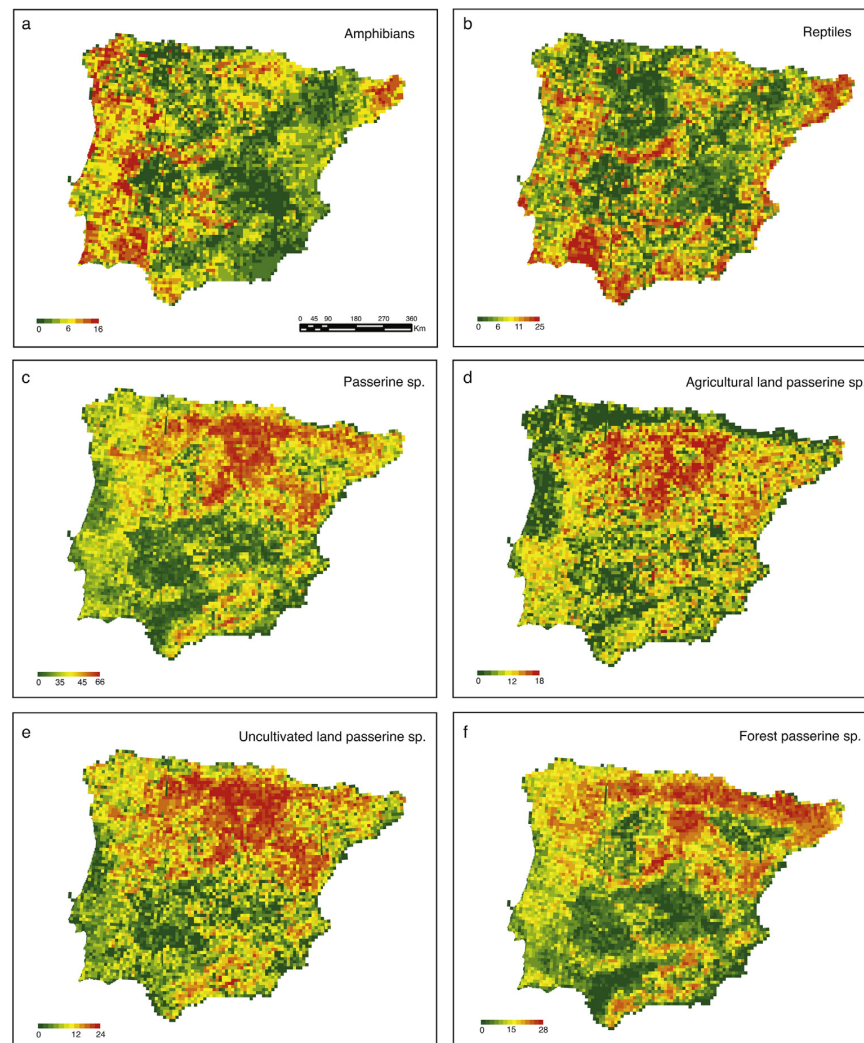 a
Amphibians
0 6 16
0 45 90 180 270 360
Km
b
Reptiles
0 6 11 25
c
Passerine sp.
0 35 45 66
d
Agricultural land passerine sp.
0 12 18
e
Uncultivated land passerine sp.
0 12 24
f
Forest passerine sp.
0 15 28